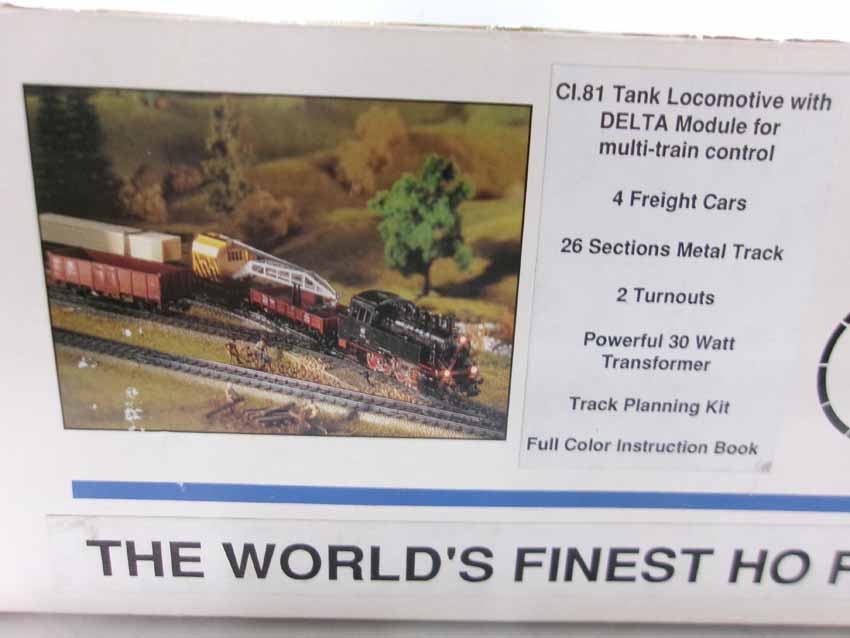 Cl.81 Tank Locomotive with
DELTA Module for
multi-train control
4 Freight Cars
26 Sections Metal Track
2 Turnouts
Powerful 30 Watt
Transformer
Track Planning Kit
Full Color Instruction Book
THE WORLD'S FINEST HO